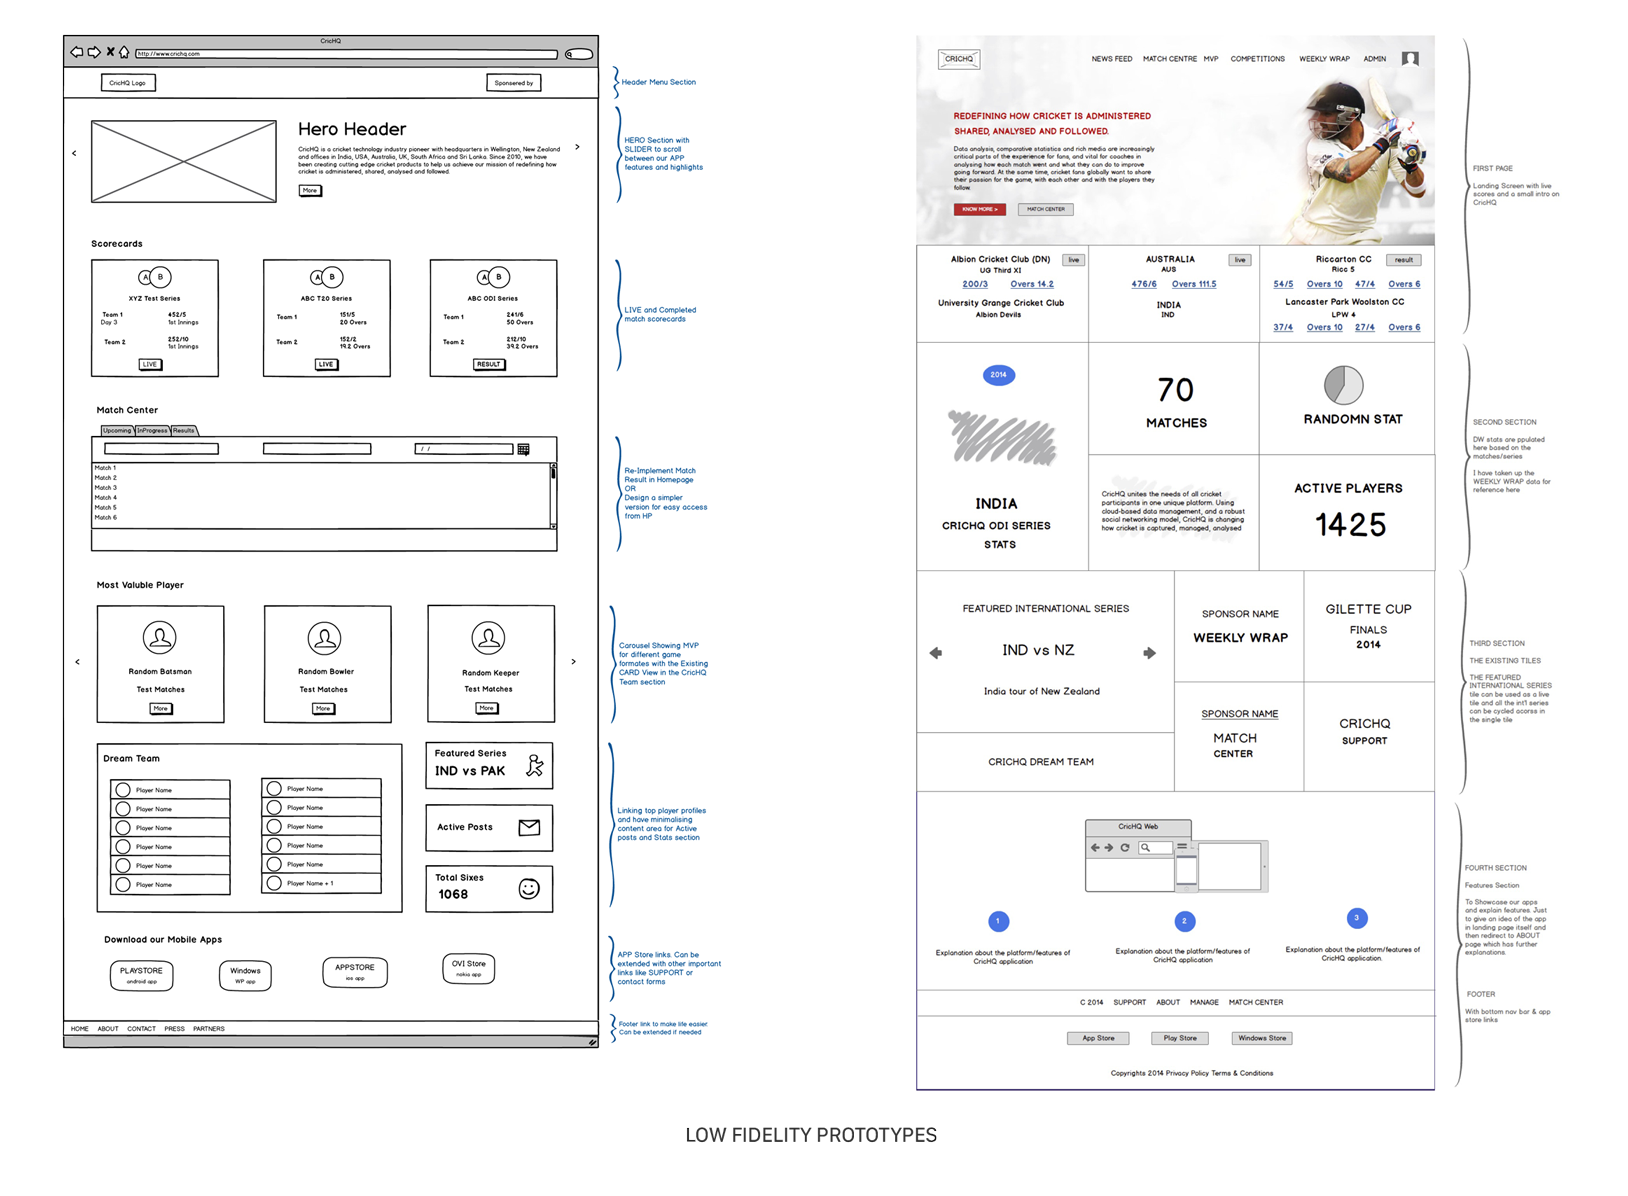 CricHQ
http://www.crichq.com
CricHQ Logo
Sponsered by
Header Menu Section
Hero Header
CricHQ is a cricket technology industry pioneer with headquarters in Wellington, New Zealand
and offices in India, USA, Australia, UK, South Africa and Sri Lanka. Since 2010, we have
been creating cutting edge cricket products to help us achieve our mission of redefining how
cricket is administered, shared, analysed and followed.
More
HERO Section with
SLIDER to scroll
between our APP
features and highlights
Scorecards
A B
XYZ Test Series
Team 1 452/5
Day 3 1st Innings
Team 2 252/10
1st Innings
LIVE
A B
ABC T20 Series
Team 1 151/5
20 Overs
Team 2 152/2
19.2 Overs
LIVE
A B
ABC ODI Series
Team 1 241/6
50 Overs
Team 2 212/10
39.2 Overs
RESULT
LIVE and Completed
match scorecards
Match Center
Upcoming InProgress Results
/ /
Match 1
Match 2
Match 3
Match 4
Match 5
Match 6
Re-Implement Match
Result in Homepage
OR
Design a simpler
version for easy access
from HP
Most Valuble Player
Random Batsman
Test Matches
More
Random Bowler
Test Matches
More
Random Keeper
Test Matches
More
Carousel Showing MVP
for different game
formates with the Existing
CARD View in the CricHQ
Team section
Dream Team
Player Name
Player Name
Player Name
Player Name
Player Name
Player Name
Player Name
Player Name
Player Name
Player Name
Player Name
Player Name + 1
Featured Series
IND vs PAK
Active Posts
Total Sixes
1068
Linking top player profiles
and have minimalising
content area for Active
posts and Stats section
Download our Mobile Apps
PLAYSTORE
android app
Windows
WP app
APPSTORE
ios app
OVI Store
nokia app
APP Store links. Can be
extended with other important
links like SUPPORT or
contact forms
HOME ABOUT CONTACT PRESS PARTNERS
Footer link to make life easier.
Can be extended if needed
CRICHQ
NEWS FEED MATCH CENTRE MVP COMPETITIONS WEEKLY WRAP ADMIN
REDEFINING HOW CRICKET IS ADMINISTERED
SHARED, ANALYSED AND FOLLOWED.
Data analysis, comparative statistics and rich media are increasingly
critical parts of the experience for fans, and vital for coaches in
analysing how each match went and what they can do to improve
going forward. At the same time, cricket fans globally want to share
their passion for the game, with each other and with the players they
follow.
KNOW MORE > MATCH CENTER
FIRST PAGE
Landing Screen with live
scores and a small intro on
CricHQ
Albion Cricket Club (DN) live
UG Third XI
200/3 Overs 14.2
University Grange Cricket Club
Albion Devils
AUSTRALIA live
AUS
476/6 Overs 111.5
INDIA
IND
Riccarton CC result
Ricc 5
54/5 Overs 10 47/4 Overs 6
Lancaster Park Woolston CC
LPW 4
37/4 Overs 10 27/4 Overs 6
2014
INDIA
CRICHQ ODI SERIES
STATS
70
MATCHES
RANDOMN STAT
CricHQ unites the needs of all cricket
participants in one unique platform. Using
cloud-based data management, and a robust
social networking model, CricHQ is changing
how cricket is captured, managed, analysed
ACTIVE PLAYERS
1425
SECOND SECTION
DW stats are ppulated
here based on the
matches/series
I have taken up the
WEEKLY WRAP data for
reference here
FEATURED INTERNATIONAL SERIES
IND vs NZ
India tour of New Zealand
CRICHQ DREAM TEAM
SPONSOR NAME
WEEKLY WRAP
GILETTE CUP
FINALS
2014
SPONSOR NAME
MATCH
CENTER
CRICHQ
SUPPORT
THIRD SECTION
THE EXISTING TILES
THE FEATURED
INTERNATIONAL SERIES
tile can be used as a live
tile and all the int'l series
can be cycled acorss in
the single tile
CricHQ Web
1
Explanation about the platform/features of
CricHQ application
2
Explanation about the platform/features of
CricHQ application
3
Explanation about the platform/features of
CricHQ application.
FOURTH SECTION
Features Section
To Showcase our apps
and explain features. Just
to give an idea of the app
in landing page itself and
then redirect to ABOUT
page which has further
explanations.
C 2014 SUPPORT ABOUT MANAGE MATCH CENTER
App Store Play Store Windows Store
Copyrights 2014 Privacy Policy Terms & Conditions
FOOTER
With bottom nav bar & app
store links
LOW FIDELITY PROTOTYPES